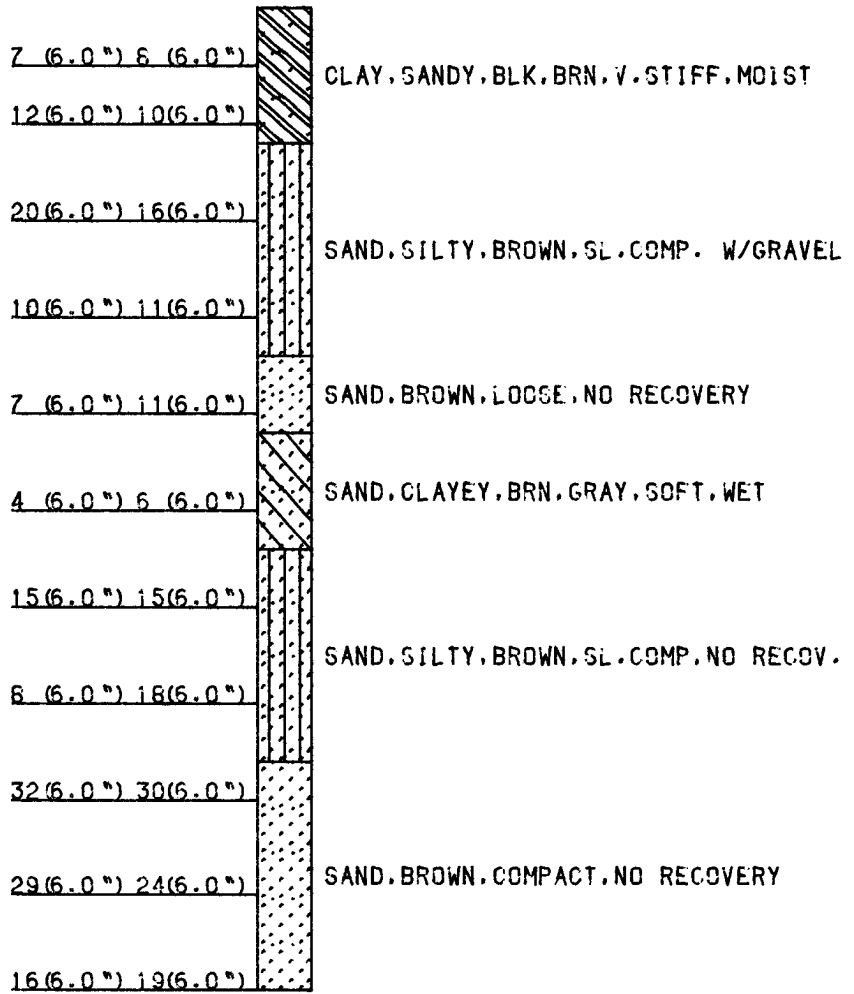 7 (6.0") 8 (6.0")
CLAY,SANDY,BLK.BRN,V.STIFF,MOIST
12(6.0") 10(6.0")
20(6.0") 16(6.0")
SAND,SILTY,BROWN,SL.COMP. W/GRAVEL
10(6.0") 11(6.0")
SAND,BROWN,LOOSE,NO RECOVERY
7 (6.0") 11(6.0")
SAND,CLAYEY,BRN.GRAY,SOFT,WET
4 (6.0") 6 (6.0")
15(6.0") 15(6.0")
SAND,SILTY,BROWN,SL.COMP,NO RECOV.
8 (6.0") 18(6.0")
32(6.0") 30(6.0")
SAND,BROWN,COMPACT,NO RECOVERY
29(6.0") 24(6.0")
16(6.0") 19(6.0")